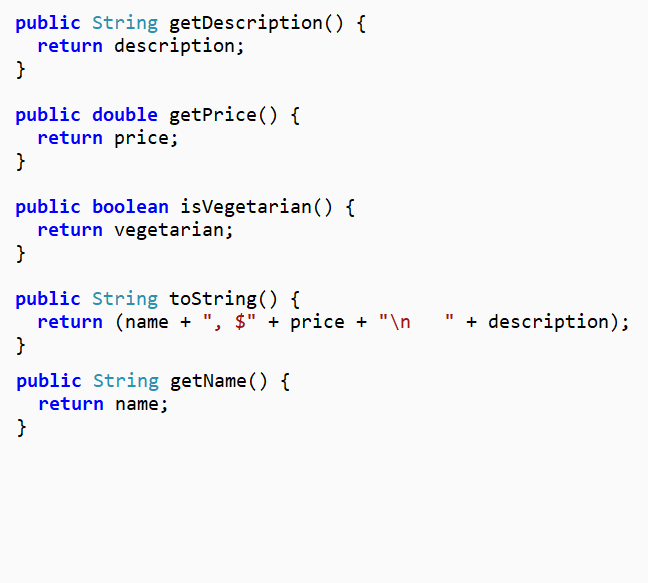 public String getDescription() {
  return description;
}

public double getPrice() {
  return price;
}

public boolean isVegetarian() {
  return vegetarian;
}

public String toString() {
  return (name + ", $" + price + "\n   " + description);
}
public String getName() {
  return name;
}